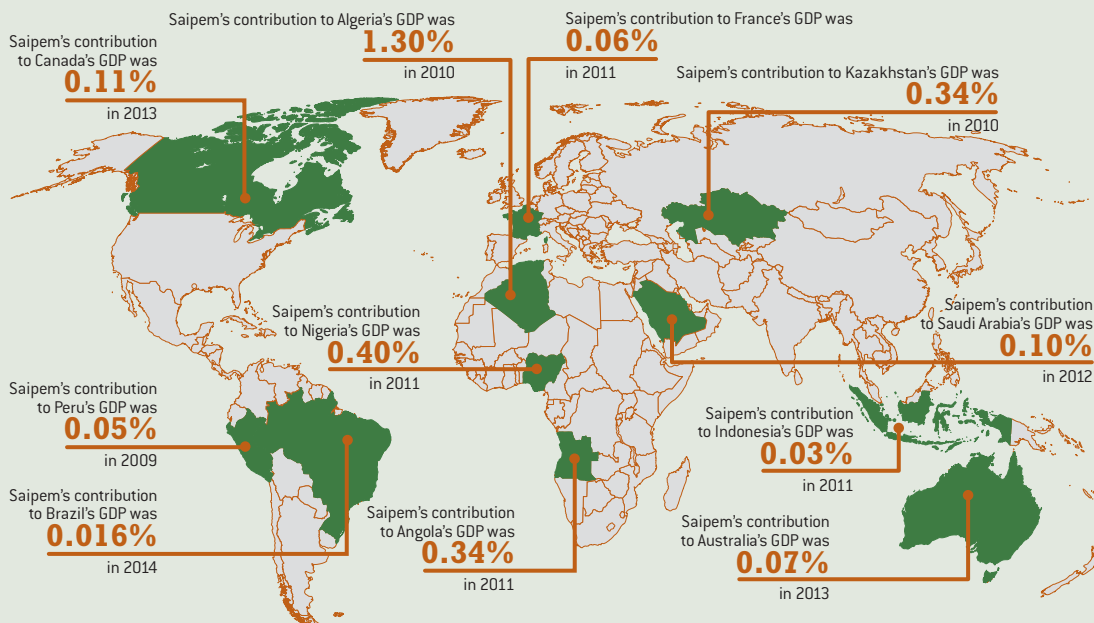 Saipem's contribution to Algeria's GDP was
1.30%
in 2010
Saipem's contribution to France's GDP was
0.06%
in 2011
Saipem's contribution
to Canada's GDP was
0.11%
in 2013
Saipem's contribution to Kazakhstan's GDP was
0.34%
in 2010
Saipem's contribution
to Nigeria's GDP was
0.40%
in 2011
Saipem's contribution
to Saudi Arabia's GDP was
0.10%
in 2012
Saipem's contribution
to Peru's GDP was
0.05%
in 2009
Saipem's contribution
to Indonesia's GDP was
0.03%
in 2011
Saipem's contribution
to Brazil's GDP was
0.016%
in 2014
Saipem's contribution
to Angola's GDP was
0.34%
in 2011
Saipem's contribution
to Australia's GDP was
0.07%
in 2013